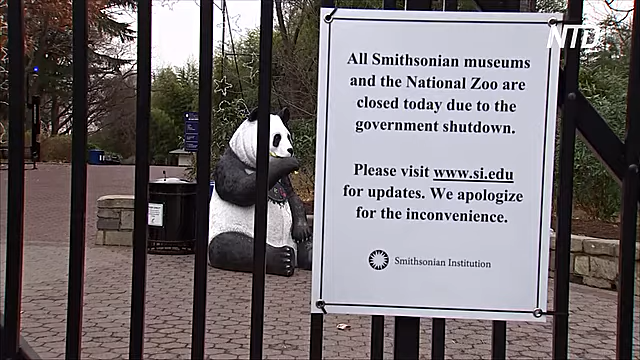 NTD
All Smithsonian museums
and the National Zoo are
closed today due to the
government shutdown.
Please visit www.si.edu
for updates. We apologize
for the inconvenience.
Smithsonian Institution